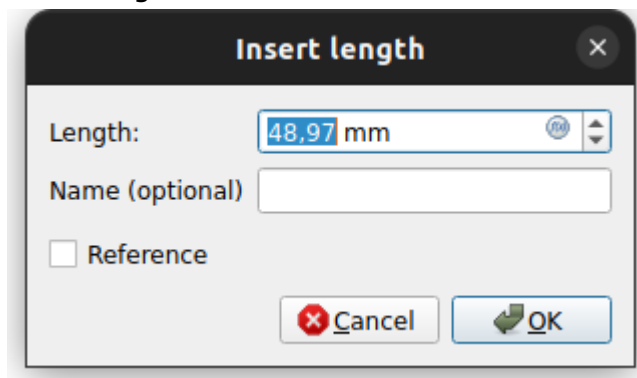 Insert length
Length: 48,97 mm
Name (optional)
Reference
Cancel OK